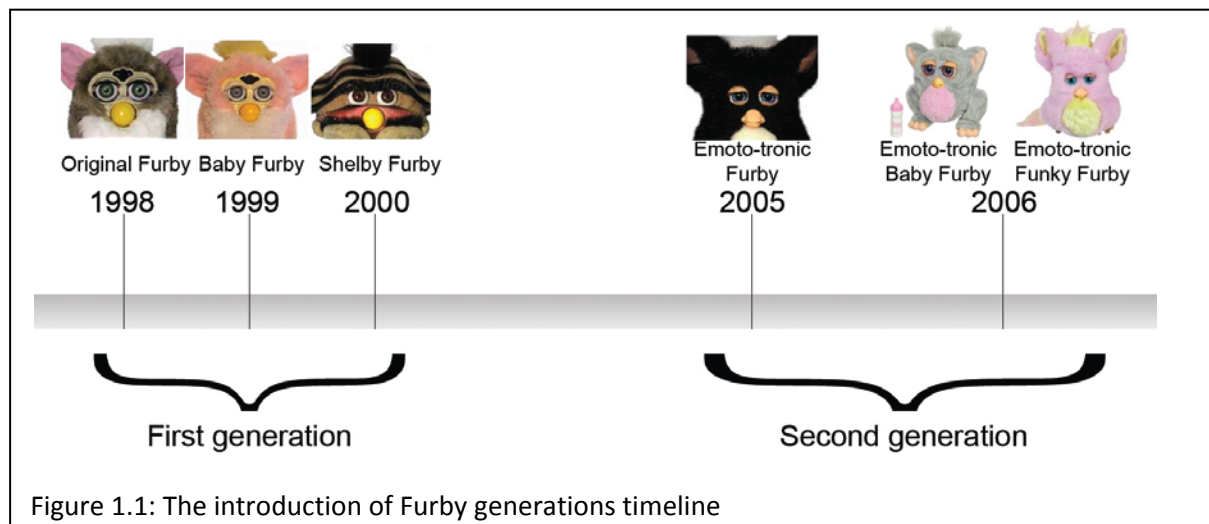 Original Furby
1998
Baby Furby
1999
Shelby Furby
2000
Emoto-tronic
Furby
2005
Emoto-tronic
Baby Furby
Emoto-tronic
Funky Furby
2006
First generation
Second generation
Figure 1.1: The introduction of Furby generations timeline